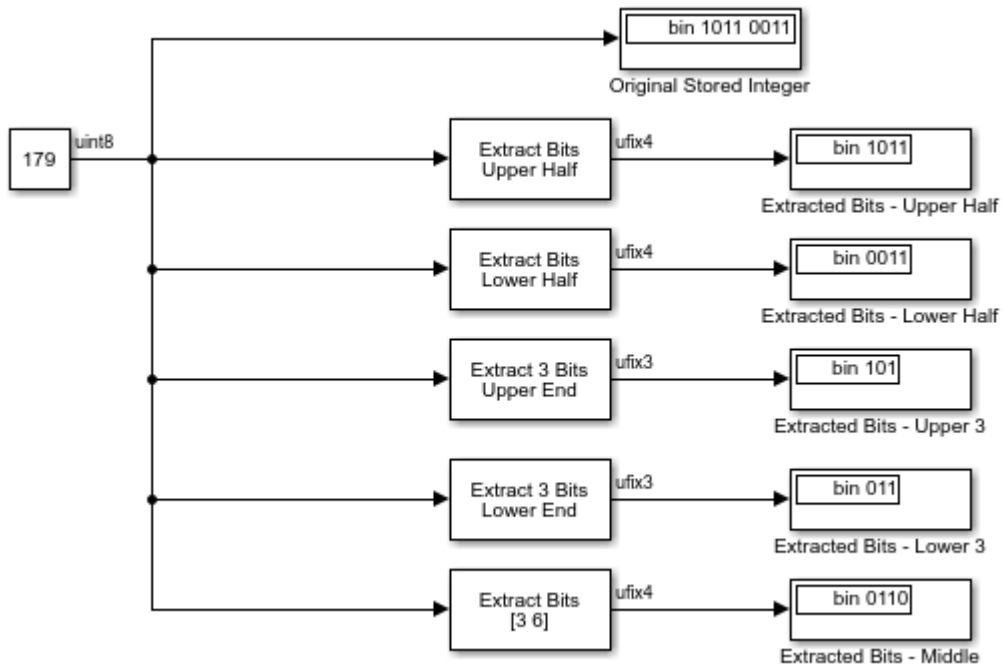 bin 1011 0011
Original Stored Integer
179
uint8
Extract Bits
Upper Half
ufix4
bin 1011
Extracted Bits - Upper Half
Extract Bits
Lower Half
ufix4
bin 0011
Extracted Bits - Lower Half
Extract 3 Bits
Upper End
ufix3
bin 101
Extracted Bits - Upper 3
Extract 3 Bits
Lower End
ufix3
bin 011
Extracted Bits - Lower 3
Extract Bits
[3 6]
ufix4
bin 0110
Extracted Bits - Middle